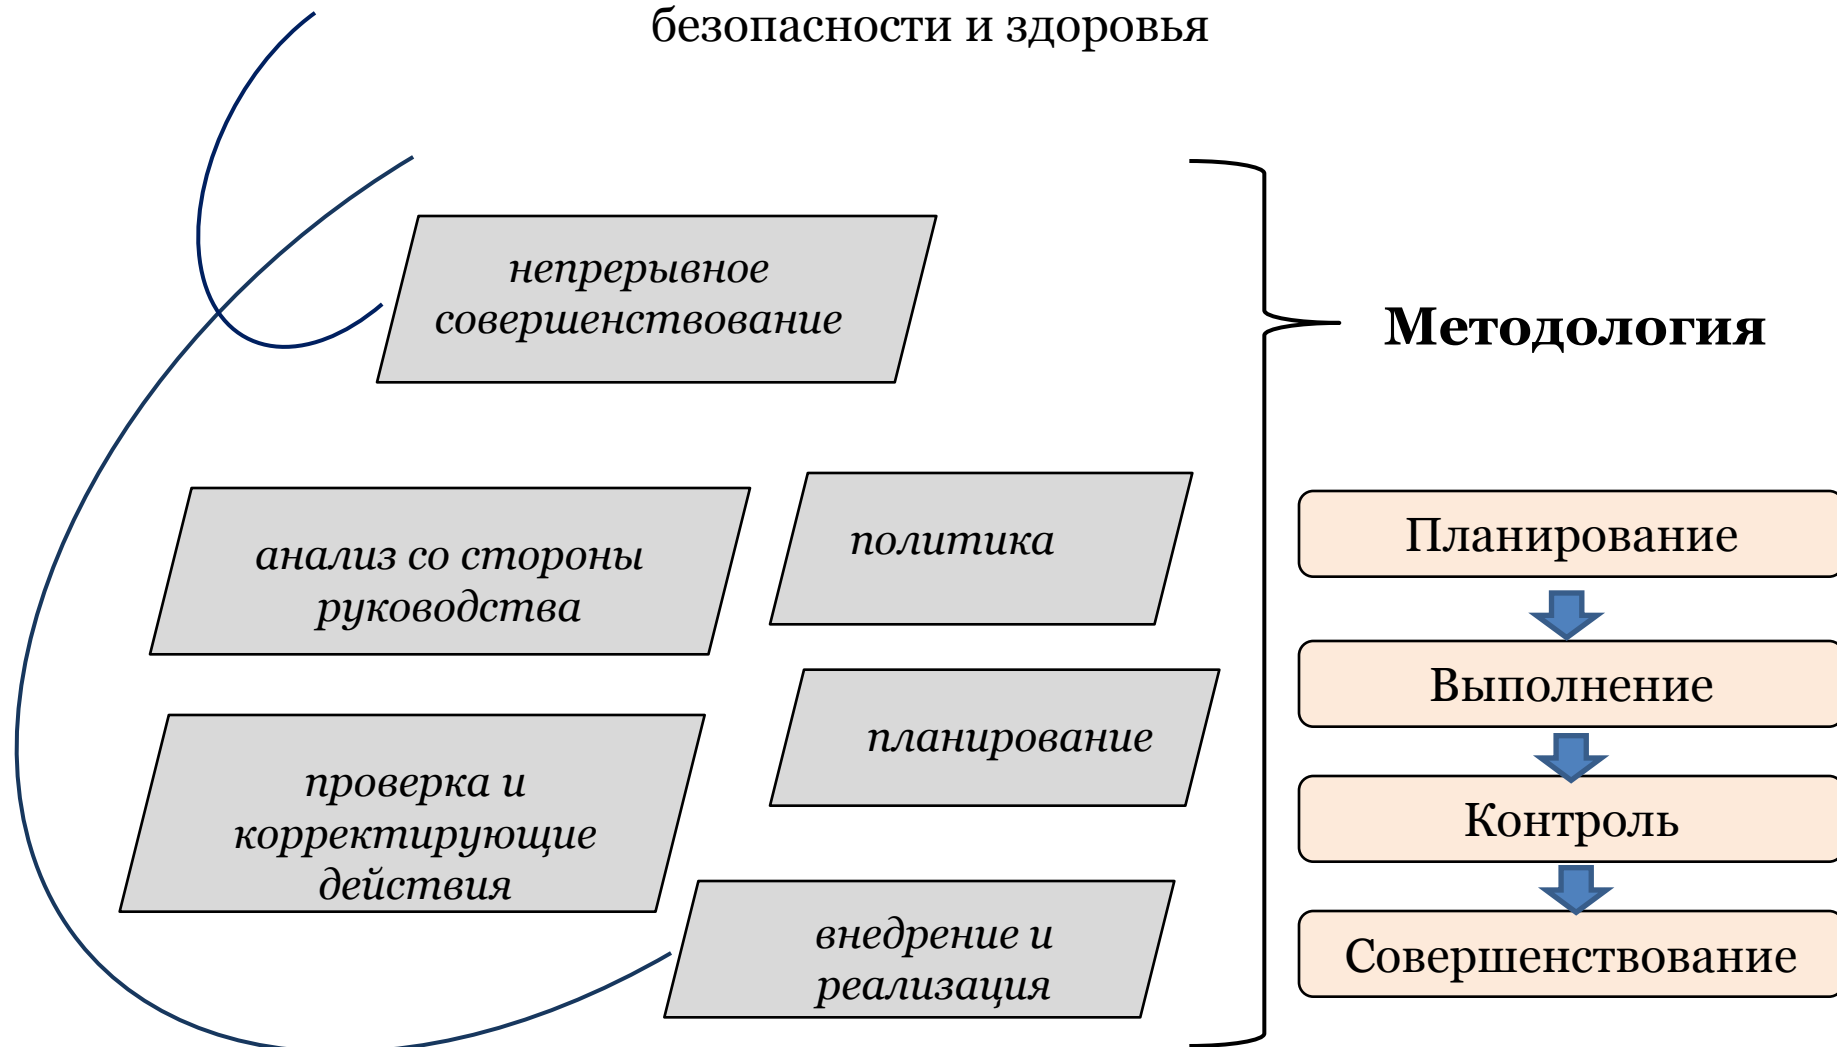 безопасности и здоровья
непрерывное
совершенствование
Методология
анализ со стороны
руководства
политика
планирование
проверка и
корректирующие
действия
внедрение и
реализация
Планирование
Выполнение
Контроль
Совершенствование